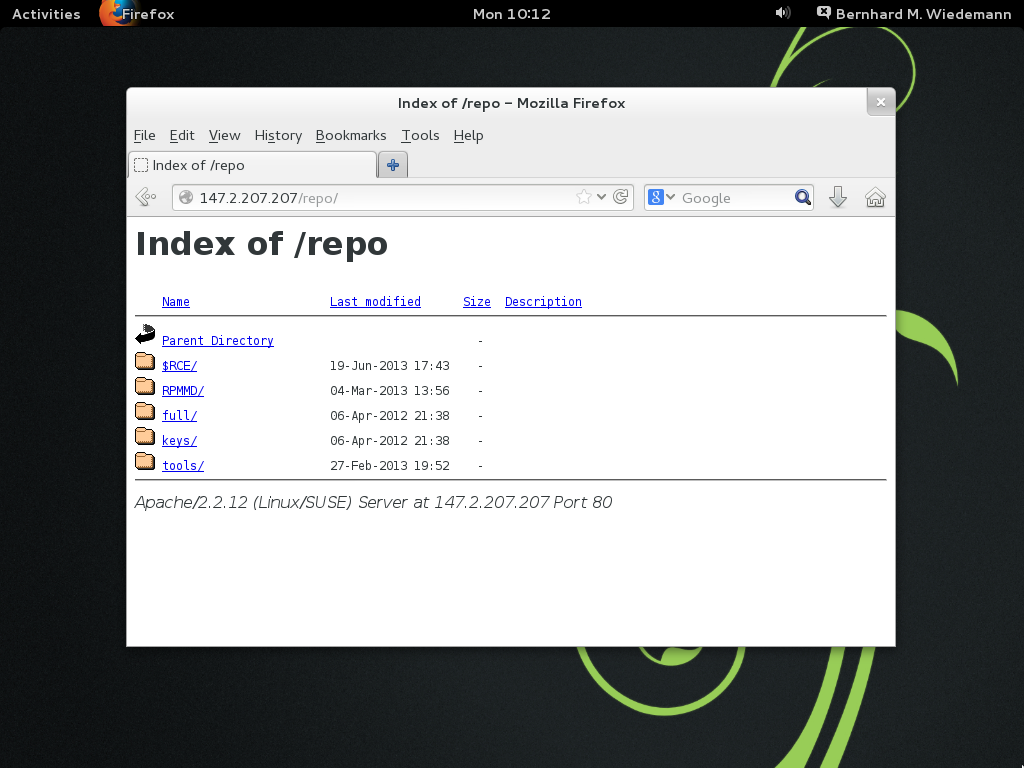 Activities Firefox Mon 10:12 Bernhard M. Wiedemann
Index of /repo - Mozilla Firefox
File Edit View History Bookmarks Tools Help
Index of /repo
147.2.207.207/repo/ Google
Index of /repo
Name Last modified Size Description
Parent Directory -
$RCE/ 19-Jun-2013 17:43 -
RPMMD/ 04-Mar-2013 13:56 -
full/ 06-Apr-2012 21:38 -
keys/ 06-Apr-2012 21:38 -
tools/ 27-Feb-2013 19:52 -
Apache/2.2.12 (Linux/SUSE) Server at 147.2.207.207 Port 80